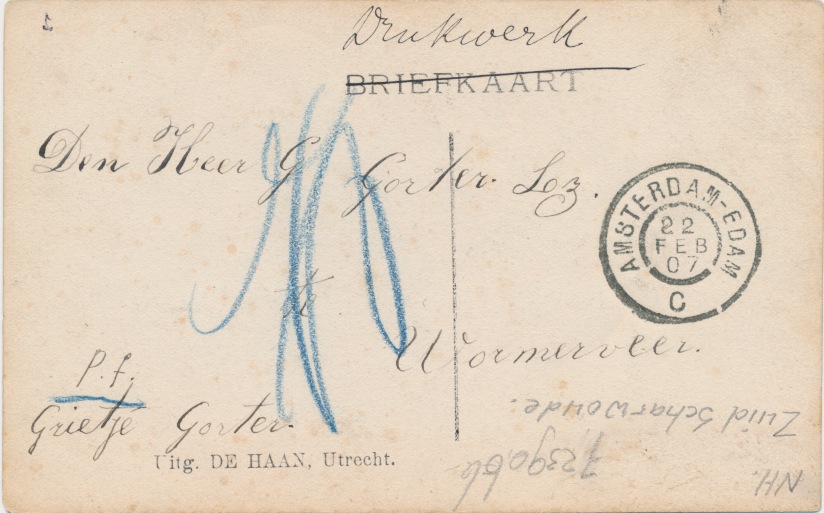 Drukwerk
BRIEFKAART
Den Heer G Gorter. Lz.
te
Wormerveer.
P.f.
Grietje Gorter.
Uitg. DE HAAN, Utrecht.
AMSTERDAM-EDAM
22
FEB
07
C
Zuid Scharwoude.
NH.